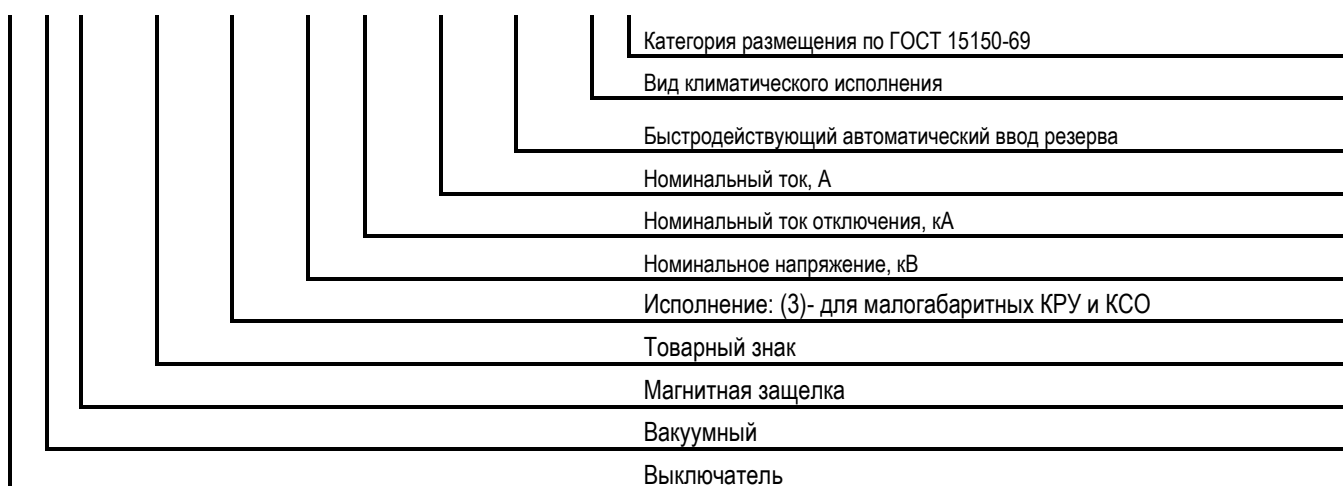 Категория размещения по ГОСТ 15150-69
Вид климатического исполнения
Быстродействующий автоматический ввод резерва
Номинальный ток, А
Номинальный ток отключения, кА
Номинальное напряжение, кВ
Исполнение: (3)- для малогабаритных КРУ и КСО
Товарный знак
Магнитная защелка
Вакуумный
Выключатель